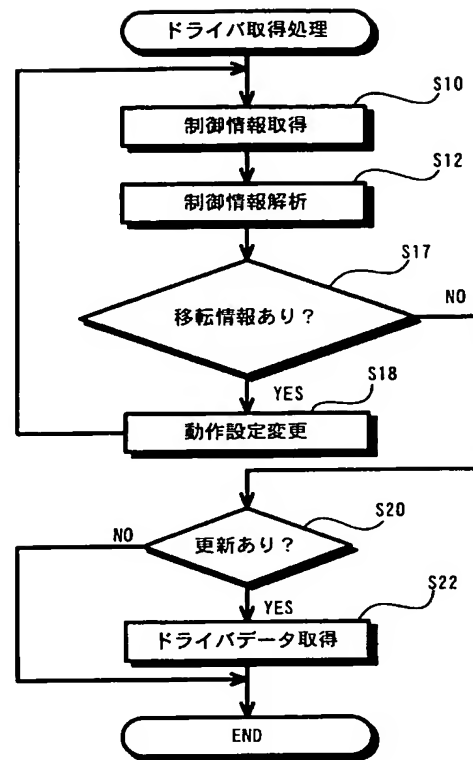 ドライバ取得処理
S10
制御情報取得
S12
制御情報解析
S17
移転情報あり？
NO
YES
S18
動作設定変更
S20
NO
更新あり？
YES
S22
ドライバデータ取得
END